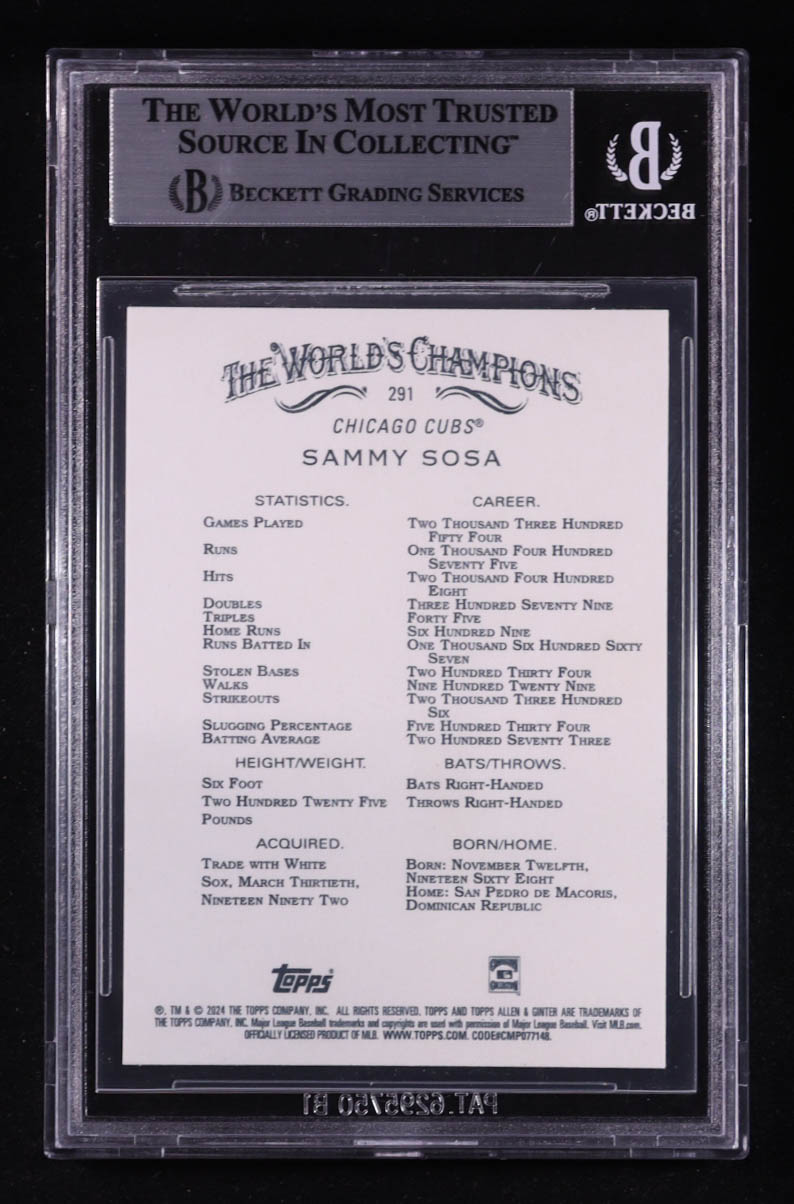 THE WORLD'S MOST TRUSTED
SOURCE IN COLLECTING™
B BECKETT GRADING SERVICES
B
BECKETT®
THE WORLD'S CHAMPIONS
291
CHICAGO CUBS®
SAMMY SOSA
STATISTICS. CAREER.
GAMES PLAYED TWO THOUSAND THREE HUNDRED
FIFTY FOUR
RUNS ONE THOUSAND FOUR HUNDRED
SEVENTY FIVE
HITS TWO THOUSAND FOUR HUNDRED
EIGHT
DOUBLES THREE HUNDRED SEVENTY NINE
TRIPLES FORTY FIVE
HOME RUNS SIX HUNDRED NINE
RUNS BATTED IN ONE THOUSAND SIX HUNDRED SIXTY
SEVEN
STOLEN BASES TWO HUNDRED THIRTY FOUR
WALKS NINE HUNDRED TWENTY NINE
STRIKEOUTS TWO THOUSAND THREE HUNDRED
SIX
SLUGGING PERCENTAGE FIVE HUNDRED THIRTY FOUR
BATTING AVERAGE TWO HUNDRED SEVENTY THREE
HEIGHT/WEIGHT. BATS/THROWS.
SIX FOOT BATS RIGHT-HANDED
TWO HUNDRED TWENTY FIVE THROWS RIGHT-HANDED
POUNDS
ACQUIRED. BORN/HOME.
TRADE WITH WHITE BORN: NOVEMBER TWELFTH,
SOX, MARCH THIRTIETH, NINETEEN SIXTY EIGHT
NINETEEN NINETY TWO HOME: SAN PEDRO DE MACORIS,
DOMINICAN REPUBLIC
topps
®, TM & © 2024 THE TOPPS COMPANY, INC. ALL RIGHTS RESERVED. TOPPS AND TOPPS ALLEN & GINTER ARE TRADEMARKS OF
THE TOPPS COMPANY, INC. Major League Baseball trademarks and copyrights are used with permission of Major League Baseball. Visit MLB.com.
OFFICIALLY LICENSED PRODUCT OF MLB. WWW.TOPPS.COM. CODE#CMP077148.
PAT. 6295750 B1